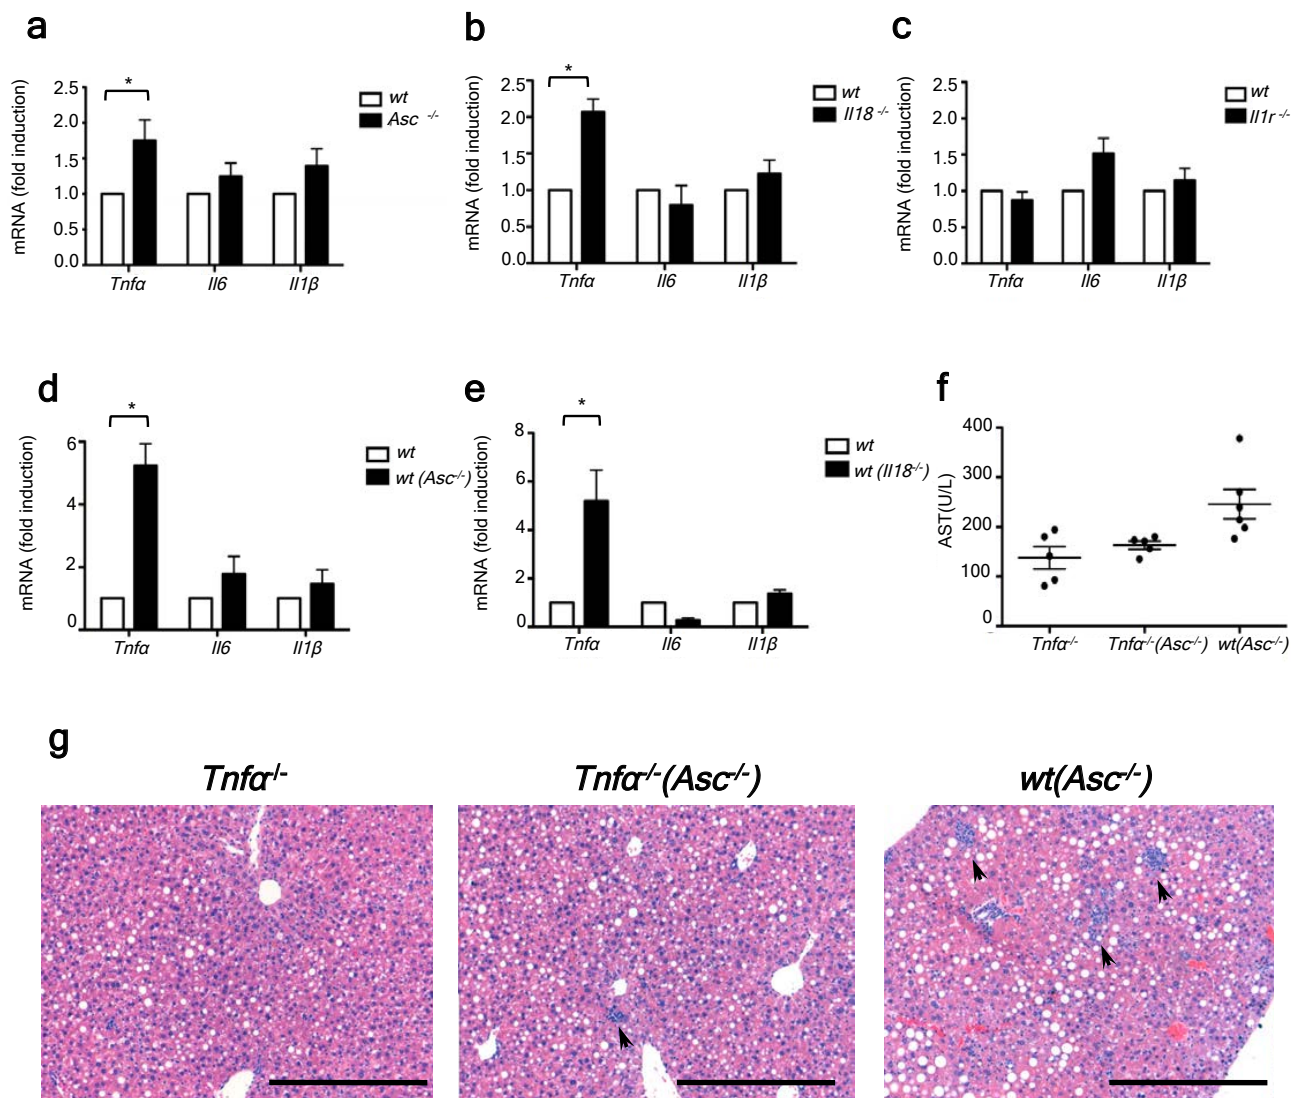 a
mRNA (fold induction)
2.5
2.0
1.5
1.0
0.5
0.0
*
Tnfα
Il6
Il1β
wt
Asc -/-
b
mRNA (fold induction)
2.5
2.0
1.5
1.0
0.5
0.0
*
Tnfα
Il6
Il1β
wt
Il18 -/-
c
mRNA (fold induction)
2.5
2.0
1.5
1.0
0.5
0.0
Tnfα
Il6
Il1β
wt
Il1r -/-
d
mRNA (fold induction)
6
4
2
0
*
Tnfα
Il6
Il1β
wt
wt (Asc-/-)
e
mRNA (fold induction)
8
6
4
2
0
*
Tnfα
Il6
Il1β
wt
wt (Il18-/-)
f
AST(U/L)
400
300
200
100
0
Tnfα-/-
Tnfα-/-(Asc-/-)
wt(Asc-/-)
g
Tnfα-/-
Tnfα-/-(Asc-/-)
wt(Asc-/-)